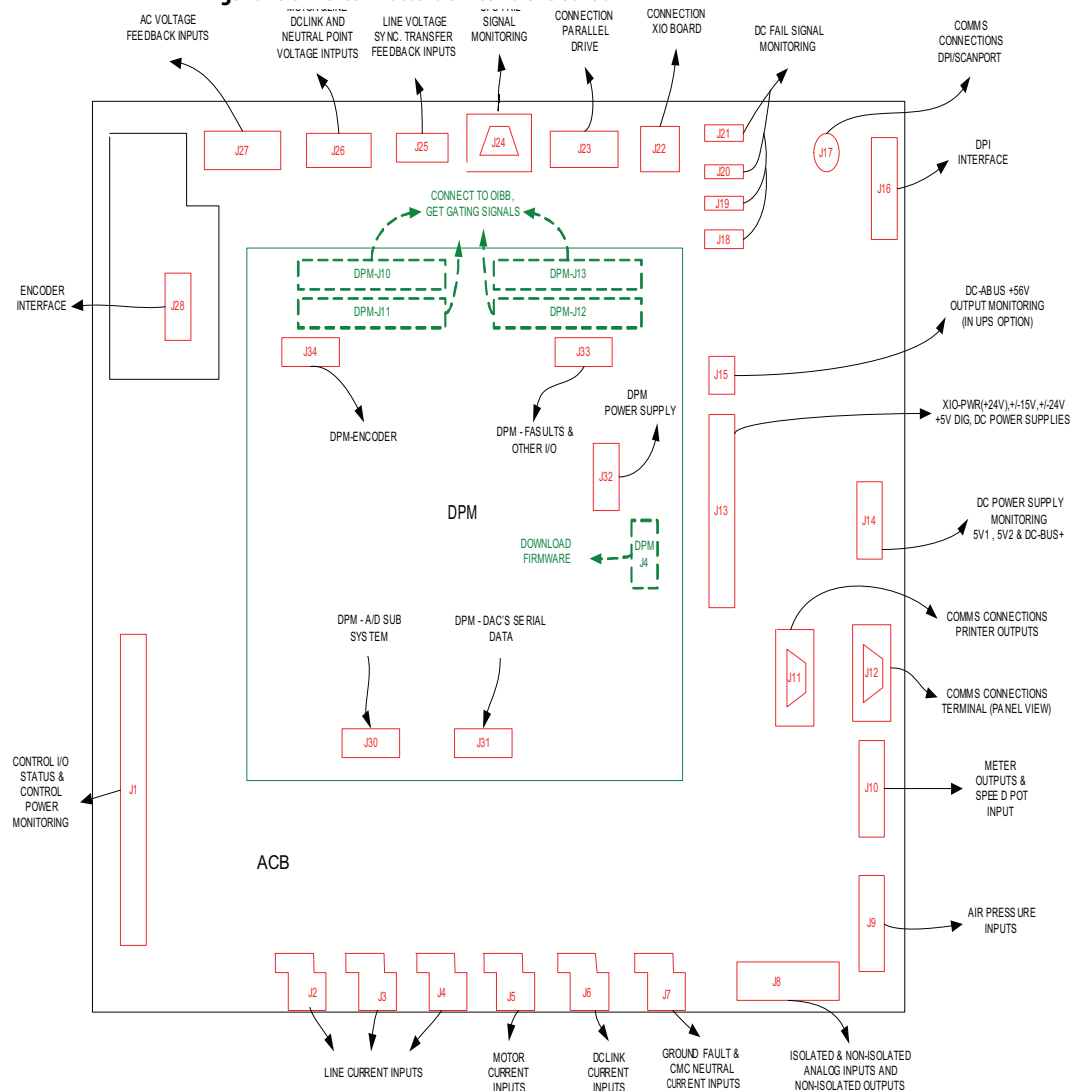 AC VOLTAGE
FEEDBACK INPUTS
DCLINK AND
NEUTRAL POINT
VOLTAGE INTPUTS
LINE VOLTAGE
SYNC. TRANSFER
FEEDBACK INPUTS
SIGNAL
MONITORING
CONNECTION
PARALLEL
DRIVE
CONNECTION
XIO BOARD
DC FAIL SIGNAL
MONITORING
COMMS
CONNECTIONS
DPI/SCANPORT
J27
J26
J25
J24
J23
J22
J21
J20
J19
J18
J17
J16
DPI
INTERFACE
CONNECT TO OIBB,
GET GATING SIGNALS
DPM-J10
DPM-J13
DPM-J11
DPM-J12
ENCODER
INTERFACE
J28
DC-ABUS +56V
OUTPUT MONITORING
(IN UPS OPTION)
J34
J33
J15
DPM
POWER SUPPLY
XIO-PWR(+24V),+/-15V,+/-24V
+5V DIG, DC POWER SUPPLIES
DPM-ENCODER
DPM - FASULTS &
OTHER I/O
J32
DPM
J13
J14
DC POWER SUPPLY
MONITORING
5V1 , 5V2 & DC-BUS+
DOWNLOAD
FIRMWARE
DPM
J4
DPM - A/D SUB
SYSTEM
DPM - DAC'S SERIAL
DATA
COMMS CONNECTIONS
PRINTER OUTPUTS
J11
J12
COMMS CONNECTIONS
TERMINAL (PANEL VIEW)
J30
J31
CONTROL I/O
STATUS &
CONTROL
POWER
MONITORING
J1
J10
METER
OUTPUTS &
SPEED POT
INPUT
ACB
J9
AIR PRESSURE
INPUTS
J2
J3
J4
J5
J6
J7
J8
LINE CURRENT INPUTS
MOTOR
CURRENT
INPUTS
DCLINK
CURRENT
INPUTS
GROUND FAULT &
CMC NEUTRAL
CURRENT INPUTS
ISOLATED & NON-ISOLATED
ANALOG INPUTS AND
NON-ISOLATED OUTPUTS